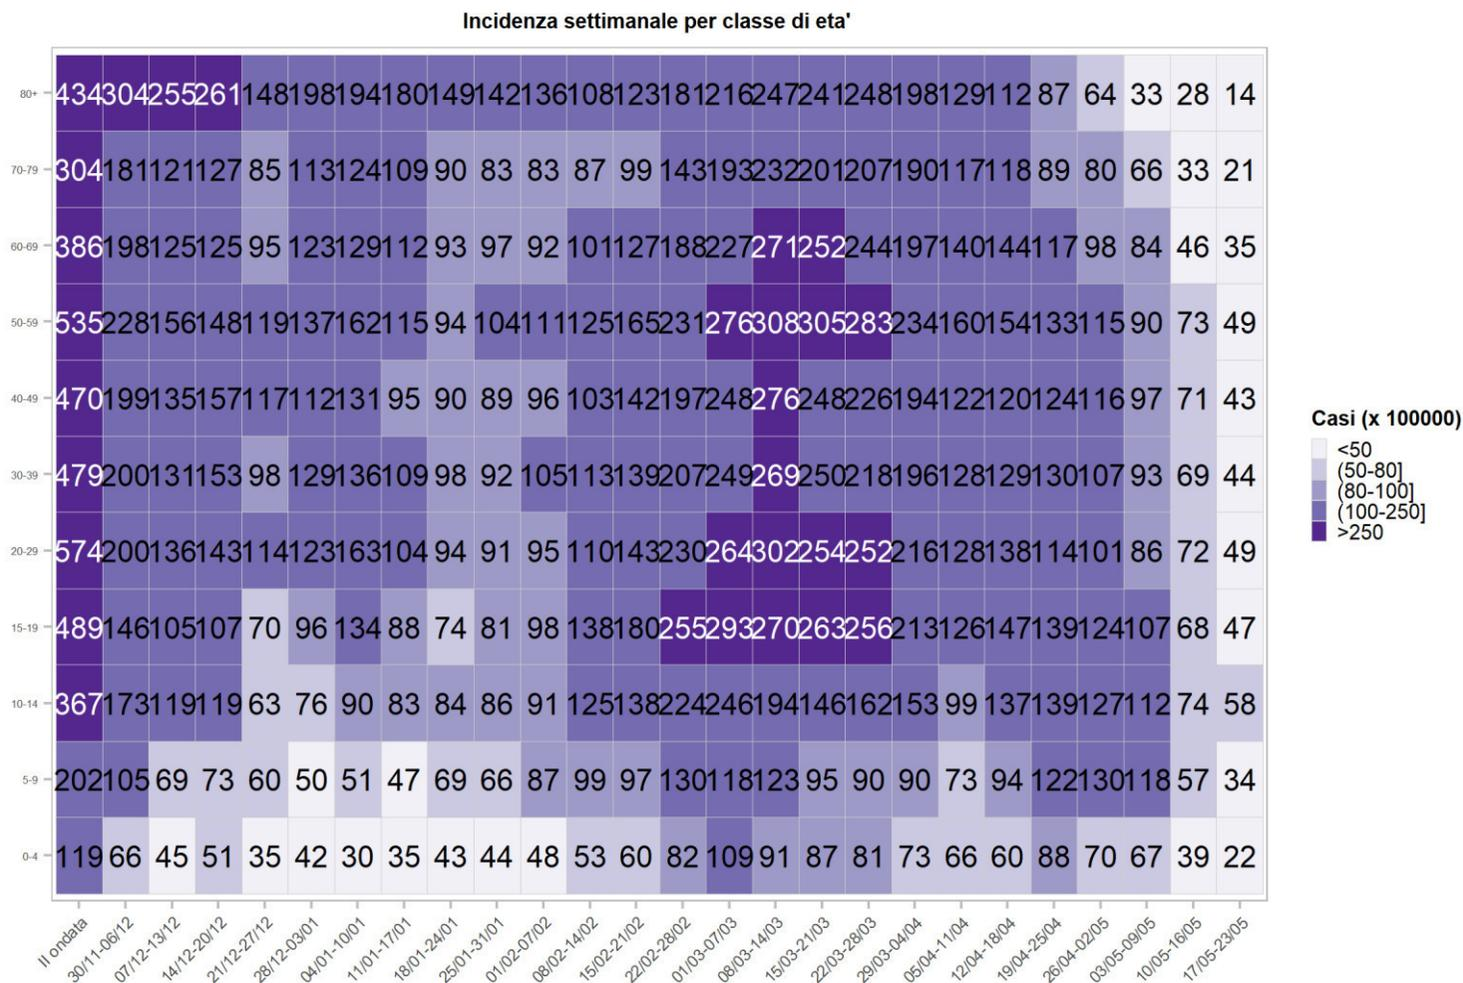 Incidenza settimanale per classe di eta'
80+ 434 304 255 261 148 198 194 180 149 142 136 108 123 181 216 247 241 248 198 129 112 87 64 33 28 14
70-79 304 181 121 127 85 113 124 109 90 83 83 87 99 143 193 232 201 207 190 117 118 89 80 66 33 21
60-69 386 198 125 125 95 123 129 112 93 97 92 101 127 188 227 271 252 244 197 140 144 117 98 84 46 35
50-59 535 228 156 148 119 137 162 115 94 104 111 125 165 231 276 308 305 283 234 160 154 133 115 90 73 49
40-49 470 199 135 157 117 112 131 95 90 89 96 103 142 197 248 276 248 226 194 122 120 124 116 97 71 43
30-39 479 200 131 153 98 129 136 109 98 92 105 113 139 207 249 269 250 218 196 128 129 130 107 93 69 44
20-29 574 200 136 143 114 123 163 104 94 91 95 110 143 230 264 302 254 252 216 128 138 114 101 86 72 49
15-19 489 146 105 107 70 96 134 88 74 81 98 138 180 255 293 270 263 256 213 126 147 139 124 107 68 47
10-14 367 173 119 119 63 76 90 83 84 86 91 125 138 224 246 194 146 162 153 99 137 139 127 112 74 58
5-9 202 105 69 73 60 50 51 47 69 66 87 99 97 130 118 123 95 90 90 73 94 122 130 118 57 34
0-4 119 66 45 51 35 42 30 35 43 44 48 53 60 82 109 91 87 81 73 66 60 88 70 67 39 22
II ondata 30/11-06/12 07/12-13/12 14/12-20/12 21/12-27/12 28/12-03/01 04/01-10/01 11/01-17/01 18/01-24/01 25/01-31/01 01/02-07/02 08/02-14/02 15/02-21/02 22/02-28/02 01/03-07/03 08/03-14/03 15/03-21/03 22/03-28/03 29/03-04/04 05/04-11/04 12/04-18/04 19/04-25/04 26/04-02/05 03/05-09/05 10/05-16/05 17/05-23/05
Casi (x 100000)
<50
(50-80]
(80-100]
(100-250]
>250